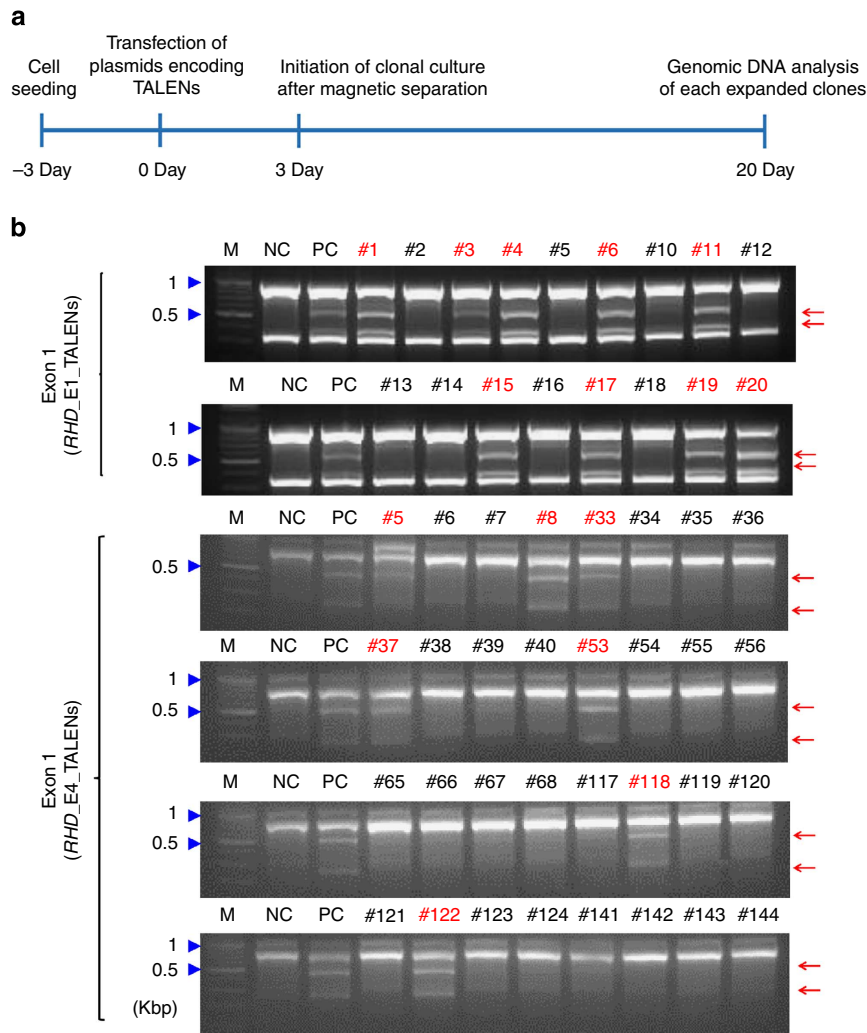 a
Cell
seeding
Transfection of
plasmids encoding
TALENs
Initiation of clonal culture
after magnetic separation
Genomic DNA analysis
of each expanded clones
–3 Day 0 Day 3 Day 20 Day
b
Exon 1
(RHD_E1_TALENs)
M NC PC #1 #2 #3 #4 #5 #6 #10 #11 #12
1
0.5
M NC PC #13 #14 #15 #16 #17 #18 #19 #20
1
0.5
Exon 1
(RHD_E4_TALENs)
M NC PC #5 #6 #7 #8 #33 #34 #35 #36
0.5
M NC PC #37 #38 #39 #40 #53 #54 #55 #56
1
0.5
M NC PC #65 #66 #67 #68 #117 #118 #119 #120
1
0.5
M NC PC #121 #122 #123 #124 #141 #142 #143 #144
1
0.5
(Kbp)